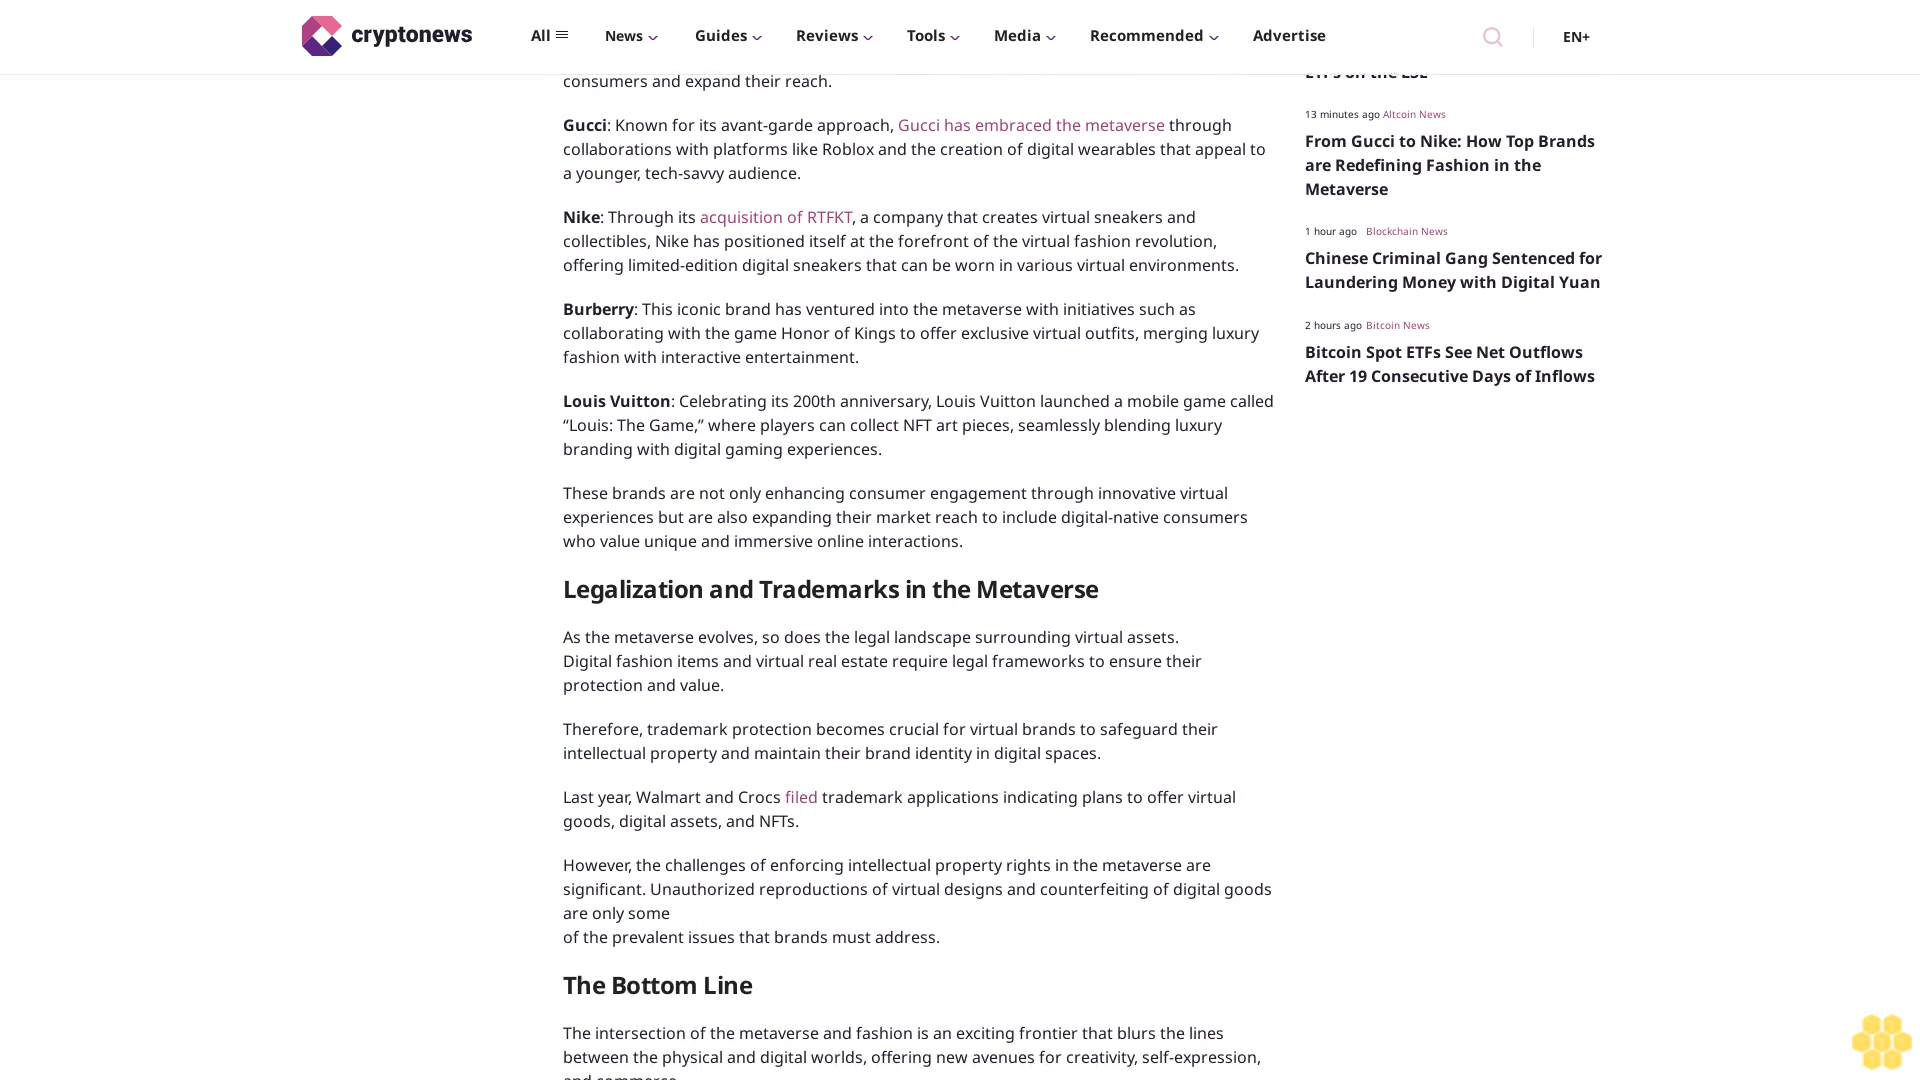 cryptonews
All
News
Guides
Reviews
Tools
Media
Recommended
Advertise
EN+
consumers and expand their reach.
Gucci: Known for its avant-garde approach, Gucci has embraced the metaverse through
collaborations with platforms like Roblox and the creation of digital wearables that appeal to
a younger, tech-savvy audience.
Nike: Through its acquisition of RTFKT, a company that creates virtual sneakers and
collectibles, Nike has positioned itself at the forefront of the virtual fashion revolution,
offering limited-edition digital sneakers that can be worn in various virtual environments.
Burberry: This iconic brand has ventured into the metaverse with initiatives such as
collaborating with the game Honor of Kings to offer exclusive virtual outfits, merging luxury
fashion with interactive entertainment.
Louis Vuitton: Celebrating its 200th anniversary, Louis Vuitton launched a mobile game called
“Louis: The Game,” where players can collect NFT art pieces, seamlessly blending luxury
branding with digital gaming experiences.
These brands are not only enhancing consumer engagement through innovative virtual
experiences but are also expanding their market reach to include digital-native consumers
who value unique and immersive online interactions.
Legalization and Trademarks in the Metaverse
As the metaverse evolves, so does the legal landscape surrounding virtual assets.
Digital fashion items and virtual real estate require legal frameworks to ensure their
protection and value.
Therefore, trademark protection becomes crucial for virtual brands to safeguard their
intellectual property and maintain their brand identity in digital spaces.
Last year, Walmart and Crocs filed trademark applications indicating plans to offer virtual
goods, digital assets, and NFTs.
However, the challenges of enforcing intellectual property rights in the metaverse are
significant. Unauthorized reproductions of virtual designs and counterfeiting of digital goods
are only some
of the prevalent issues that brands must address.
The Bottom Line
The intersection of the metaverse and fashion is an exciting frontier that blurs the lines
between the physical and digital worlds, offering new avenues for creativity, self-expression,
and commerce.
ETFs on the LSE
13 minutes ago Altcoin News
From Gucci to Nike: How Top Brands
are Redefining Fashion in the
Metaverse
1 hour ago Blockchain News
Chinese Criminal Gang Sentenced for
Laundering Money with Digital Yuan
2 hours ago Bitcoin News
Bitcoin Spot ETFs See Net Outflows
After 19 Consecutive Days of Inflows